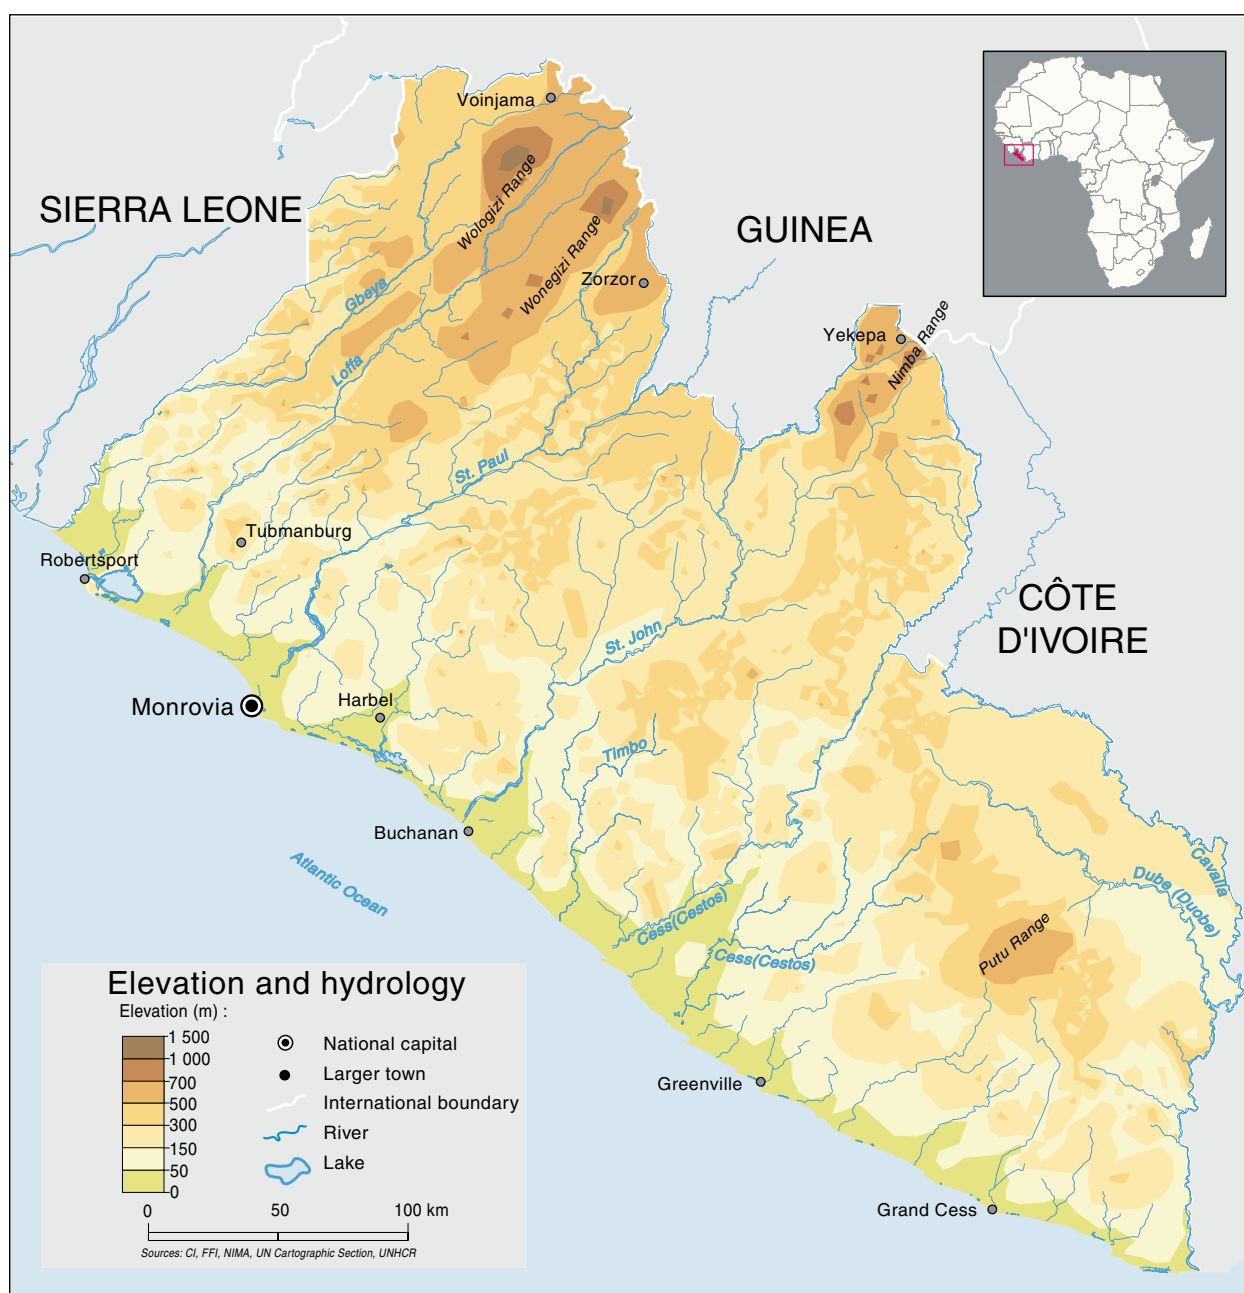 Voinjama
SIERRA LEONE
Wologizi Range
GUINEA
Wonegizi Range
Zorzor
Gbeya
Yekepa
Nimba Range
Loffa
St. Paul
Tubmanburg
Robertsport
CÔTE
D'IVOIRE
St. John
Monrovia
Harbel
Timbo
Buchanan
Atlantic Ocean
Cavalla
Dube (Duobe)
Cess(Cestos)
Putu Range
Cess(Cestos)
Greenville
Grand Cess
Elevation and hydrology
Elevation (m) :
1 500
1 000
700
500
300
150
50
0
National capital
Larger town
International boundary
River
Lake
0 50 100 km
Sources: CI, FFI, NIMA, UN Cartographic Section, UNHCR